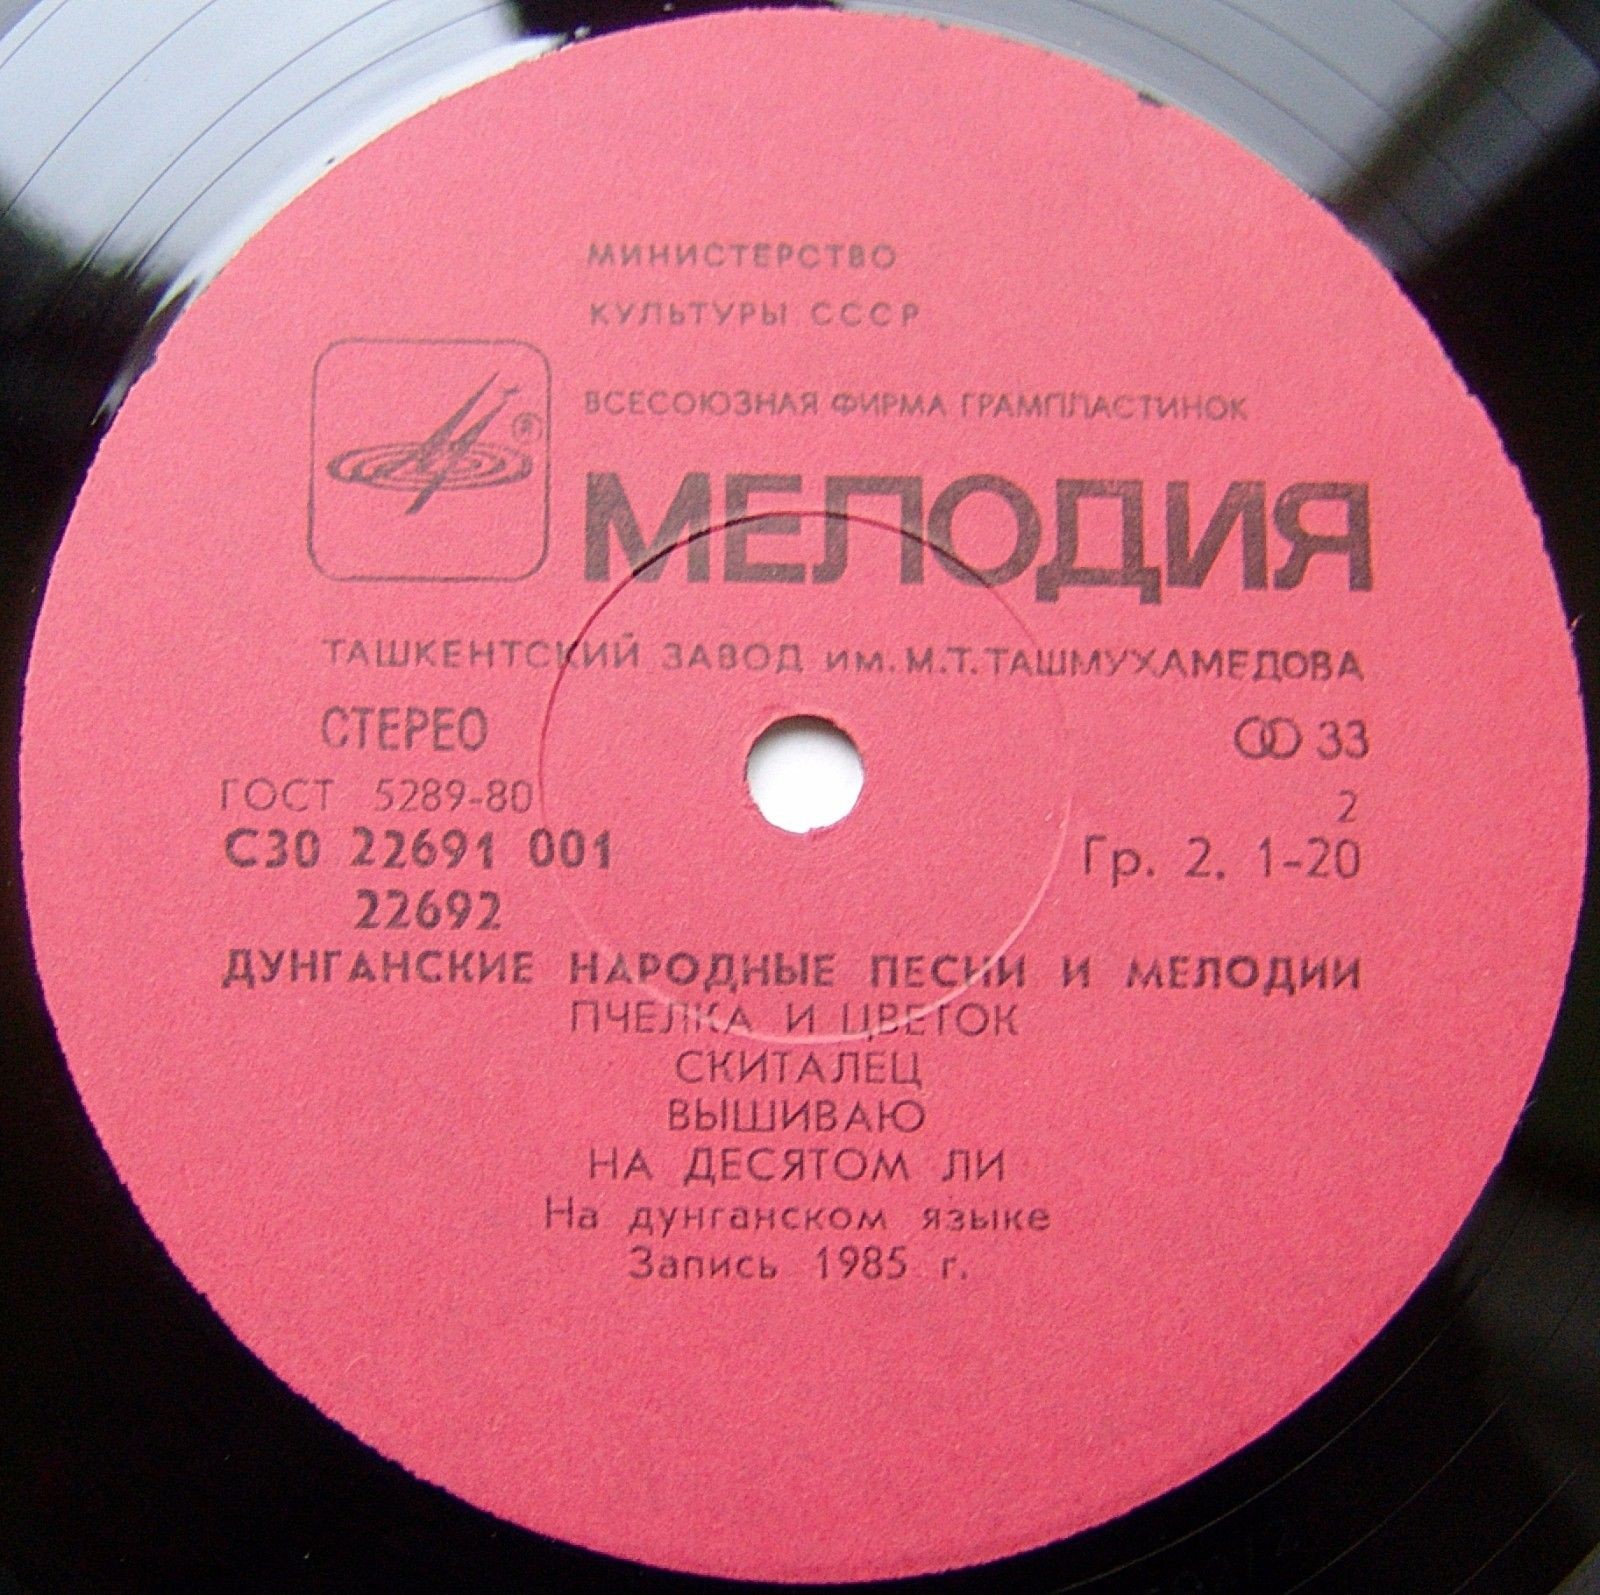 МИНИСТЕРСТВО
КУЛЬТУРЫ СССР
ВСЕСОЮЗНАЯ ФИРМА ГРАМПЛАСТИНОК
®
МЕЛОДИЯ
ТАШКЕНТСКИЙ ЗАВОД им. М.Т.ТАШМУХАМЕДОВА
СТЕРЕО 33
ГОСТ 5289-80 2
С30 22691 001 Гр. 2. 1-20
22692
ДУНГАНСКИЕ НАРОДНЫЕ ПЕСНИ И МЕЛОДИИ
ПЧЕЛКА И ЦВЕТОК
СКИТАЛЕЦ
ВЫШИВАЮ
НА ДЕСЯТОМ ЛИ
На дунганском языке
Запись 1985 г.